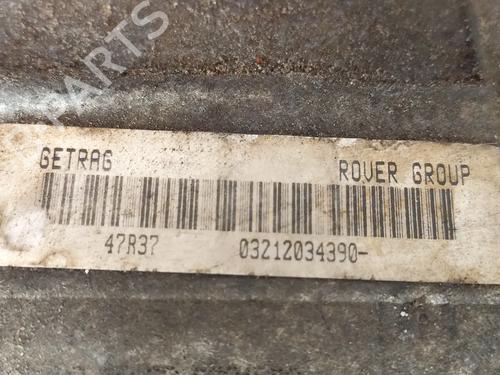 PARTS
GETRAG ROVER GROUP
47R37 03212034390-